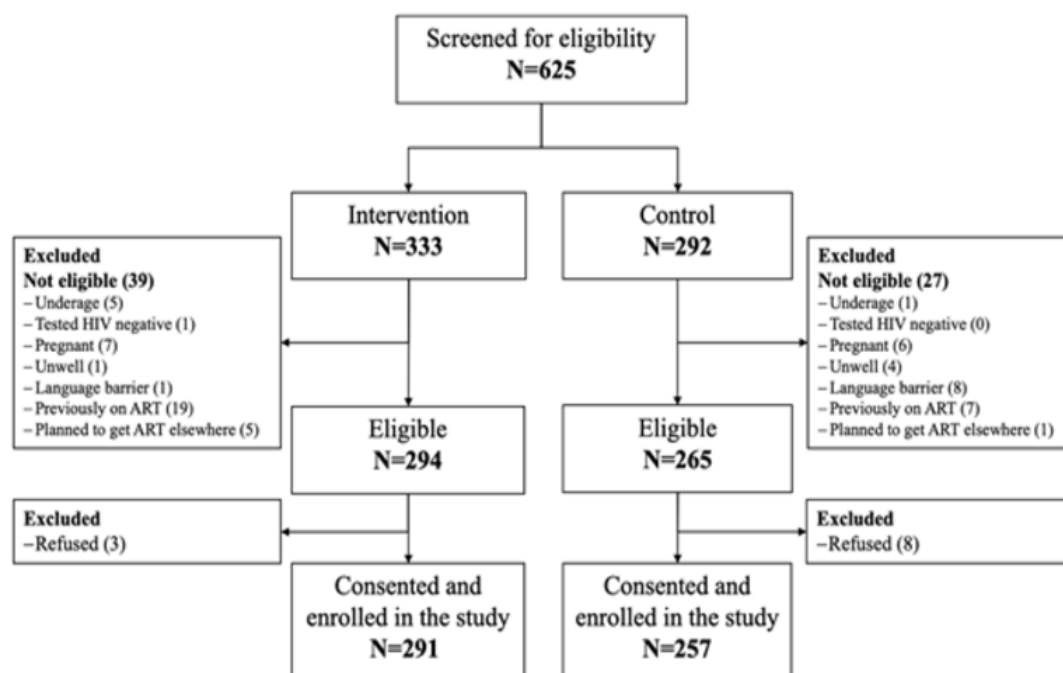 Screened for eligibility
N=625
Intervention
N=333
Control
N=292
Excluded
Not eligible (39)
–Underage (5)
–Tested HIV negative (1)
–Pregnant (7)
–Unwell (1)
–Language barrier (1)
–Previously on ART (19)
–Planned to get ART elsewhere (5)
Excluded
Not eligible (27)
–Underage (1)
–Tested HIV negative (0)
–Pregnant (6)
–Unwell (4)
–Language barrier (8)
–Previously on ART (7)
–Planned to get ART elsewhere (1)
Eligible
N=294
Eligible
N=265
Excluded
–Refused (3)
Excluded
–Refused (8)
Consented and
enrolled in the study
N=291
Consented and
enrolled in the study
N=257